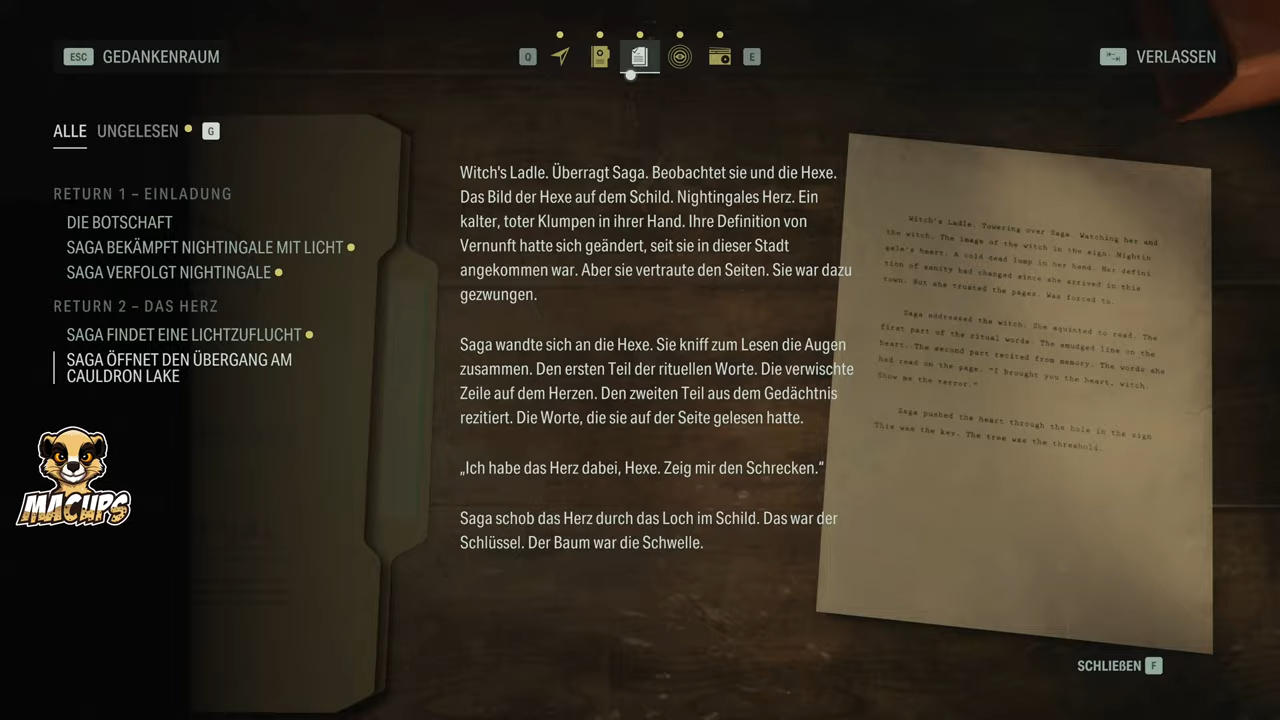 ESC GEDANKENRAUM
Q
E
VERLASSEN
ALLE UNGELESEN G
RETURN 1 – EINLADUNG
DIE BOTSCHAFT
SAGA BEKÄMPFT NIGHTINGALE MIT LICHT
SAGA VERFOLGT NIGHTINGALE
RETURN 2 – DAS HERZ
SAGA FINDET EINE LICHTZUFLUCHT
SAGA ÖFFNET DEN ÜBERGANG AM
CAULDRON LAKE
MACUPS
Witch's Ladle. Überragt Saga. Beobachtet sie und die Hexe.
Das Bild der Hexe auf dem Schild. Nightingales Herz. Ein
kalter, toter Klumpen in ihrer Hand. Ihre Definition von
Vernunft hatte sich geändert, seit sie in dieser Stadt
angekommen war. Aber sie vertraute den Seiten. Sie war dazu
gezwungen.
Saga wandte sich an die Hexe. Sie kniff zum Lesen die Augen
zusammen. Den ersten Teil der rituellen Worte. Die verwischte
Zeile auf dem Herzen. Den zweiten Teil aus dem Gedächtnis
rezitiert. Die Worte, die sie auf der Seite gelesen hatte.
„Ich habe das Herz dabei, Hexe. Zeig mir den Schrecken."
Saga schob das Herz durch das Loch im Schild. Das war der
Schlüssel. Der Baum war die Schwelle.
Witch's Ladle. Towering over Saga. Watching her and
the witch. The image of the witch in the sign. Nightin
gale's heart. A cold dead lump in her hand. Her defini
tion of sanity had changed since she arrived in this
town. But she trusted the pages. Was forced to.
Saga addressed the witch. She squinted to read. The
first part of the ritual words. The smudged line on the
heart. The second part recited from memory. The words she
had read on the page. "I brought you the heart, witch.
Show me the terror."
Saga pushed the heart through the hole in the sign
This was the key. The tree was the threshold.
SCHLIEẞEN F